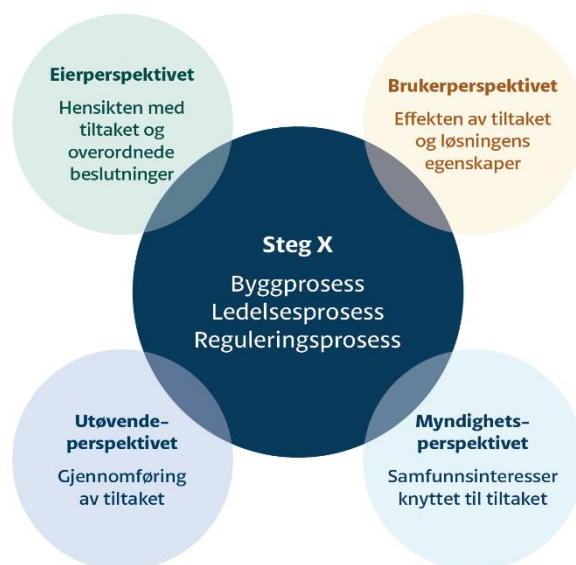 Eierperspektivet
Hensikten med
tiltaket og
overordnede
beslutninger
Brukerperspektivet
Effekten av tiltaket
og løsningens
egenskaper
Steg X
Byggprosess
Ledelsesprosess
Reguleringsprosess
Utøvende-
perspektivet
Gjennomføring
av tiltaket
Myndighets-
perspektivet
Samfunnsinteresser
knyttet til tiltaket